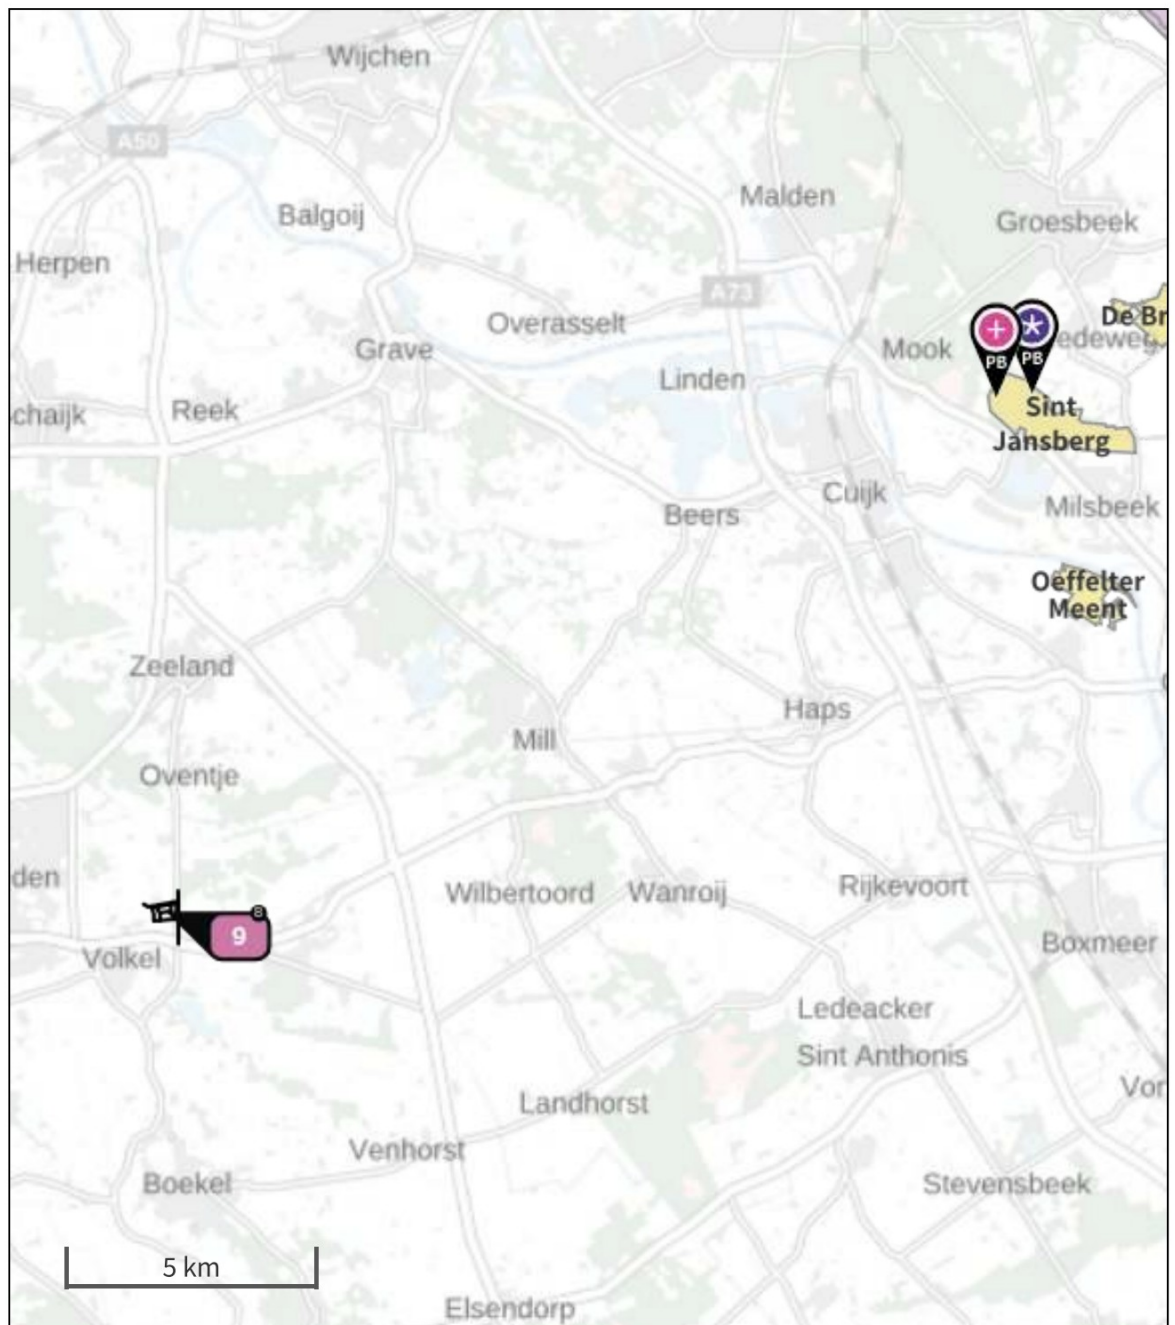 Wijchen
A50
Malden
Balgoij
Groesbeek
Herpen
A73
De Br
Overasselt
edeweg
Grave
Mook
PB
PB
Linden
chaijk
Reek
Sint
Jansberg
Cuijk
Milsbeek
Beers
Oeffelter
Meent
Zeeland
Haps
Mill
Oventje
den
Wilbertoord
Wanroij
Rijkevoort
8
9
Volkel
Boxmeer
Ledeacker
Sint Anthonis
Landhorst
Vor
Venhorst
Boekel
Stevensbeek
5 km
Elsendorp